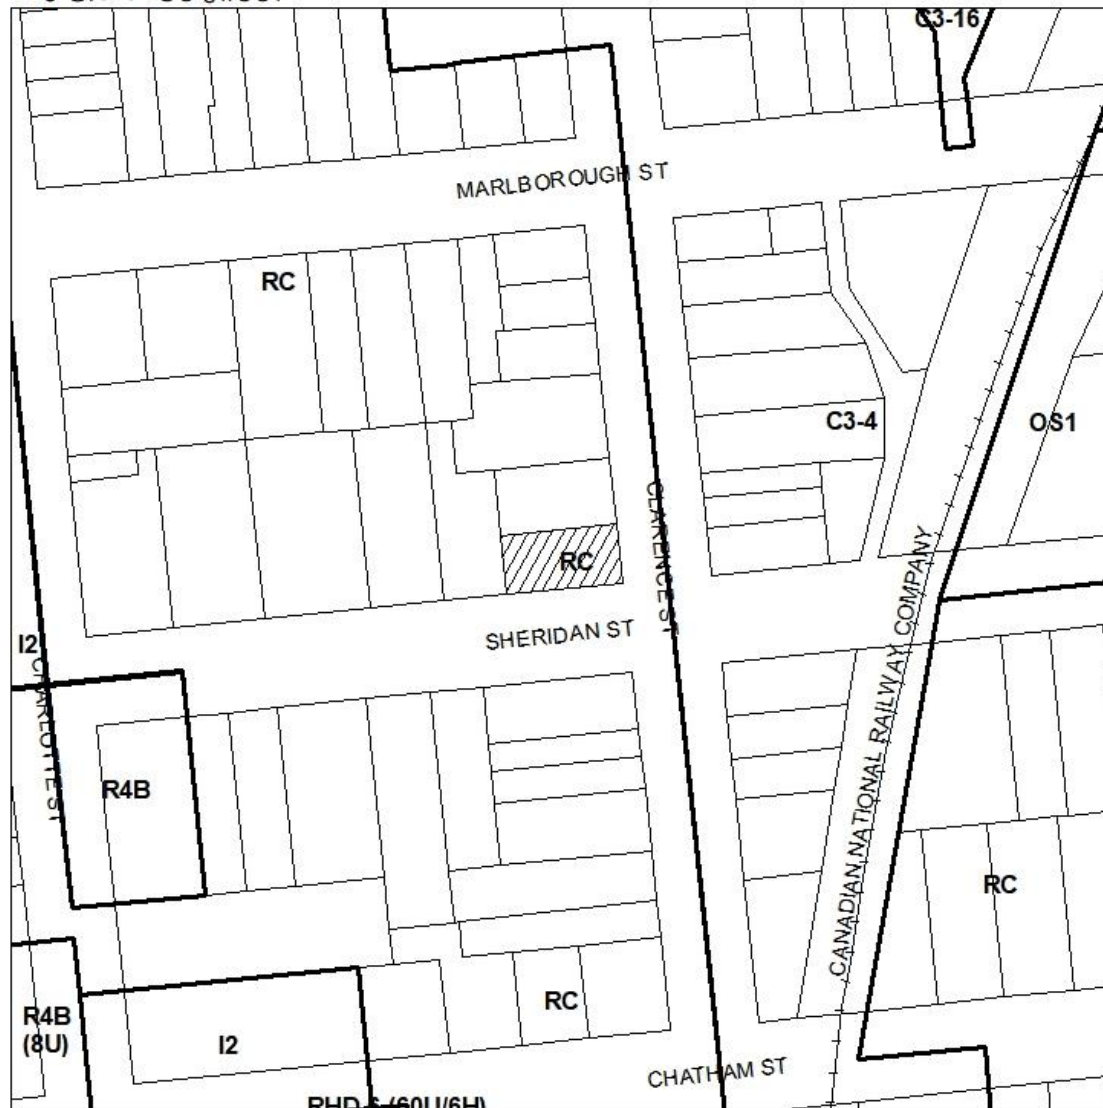 C3-16
MARLBOROUGH ST
RC
C3-4
OS1
CLARENCE ST
RC
SHERIDAN ST
CANADIAN NATIONAL RAILWAY COMPANY
I2
CHARLOTTE ST
R4B
RC
RC
R4B
(8U)
I2
CHATHAM ST